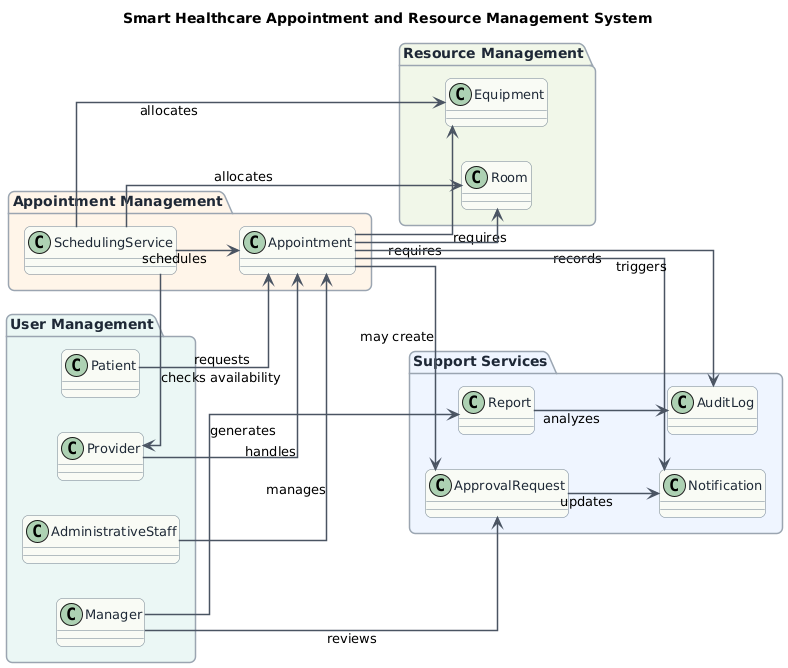 Smart Healthcare Appointment and Resource Management System
Resource Management
C Equipment
allocates
C Room
allocates
Appointment Management
C SchedulingService
C Appointment
schedules
requires
requires
records
triggers
User Management
C Patient
requests
checks availability
may create
Support Services
C Report
C AuditLog
analyzes
generates
C Provider
handles
C ApprovalRequest
C Notification
manages
updates
C AdministrativeStaff
C Manager
reviews